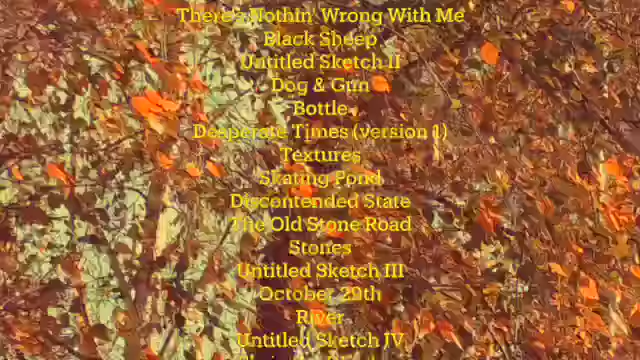 There's Nothin' Wrong With Me
Black Sheep
Untitled Sketch II
Dog & Gun
Bottle
Desperate Times (version 1)
Textures
Skating Pond
Discontended State
The Old Stone Road
Stones
Untitled Sketch III
October 29th
River
Untitled Sketch IV